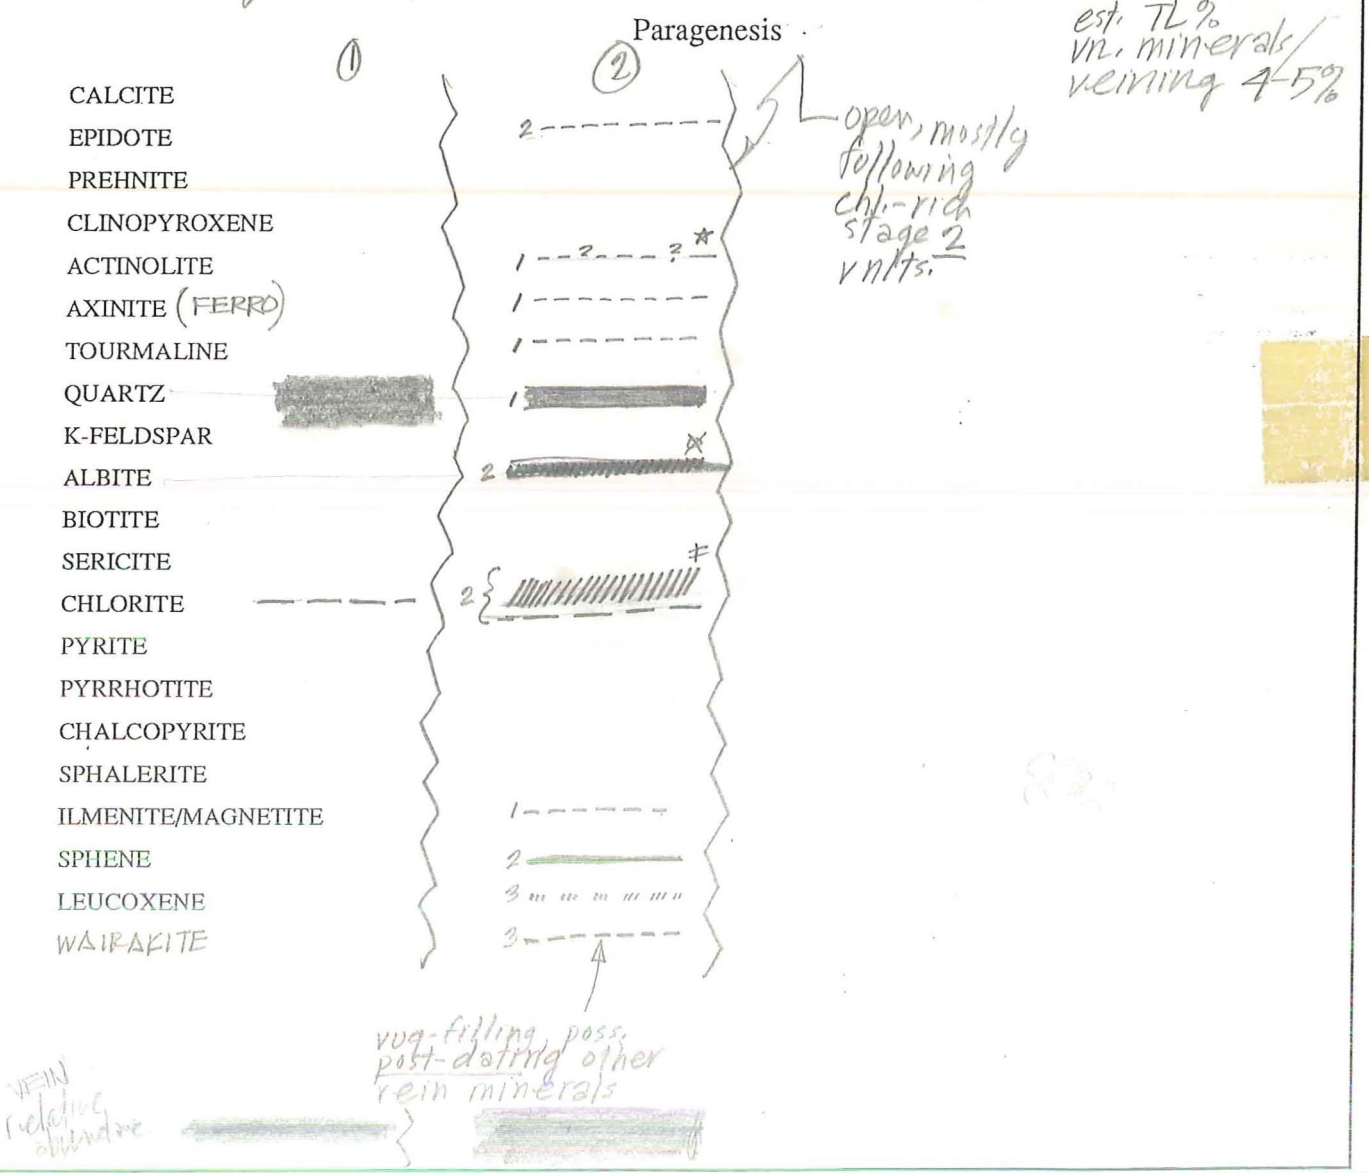 Paragenesis
est. TL %
vn. minerals/
veining 4-5%
① ②
CALCITE
EPIDOTE 2
PREHNITE
CLINOPYROXENE
ACTINOLITE 1 ? ? *
AXINITE (FERRO) 1
TOURMALINE 1
QUARTZ 1
K-FELDSPAR
ALBITE 2
BIOTITE
SERICITE
CHLORITE 2 {
PYRITE
PYRRHOTITE
CHALCOPYRITE
SPHALERITE
ILMENITE/MAGNETITE 1
SPHENE 2
LEUCOXENE 3
WAIRAKITE 3
open, mostly
following
chl.-rich
stage 2
vnlts.
vug-filling, poss.
post-dating other
vein minerals
VEIN
relative
abundance